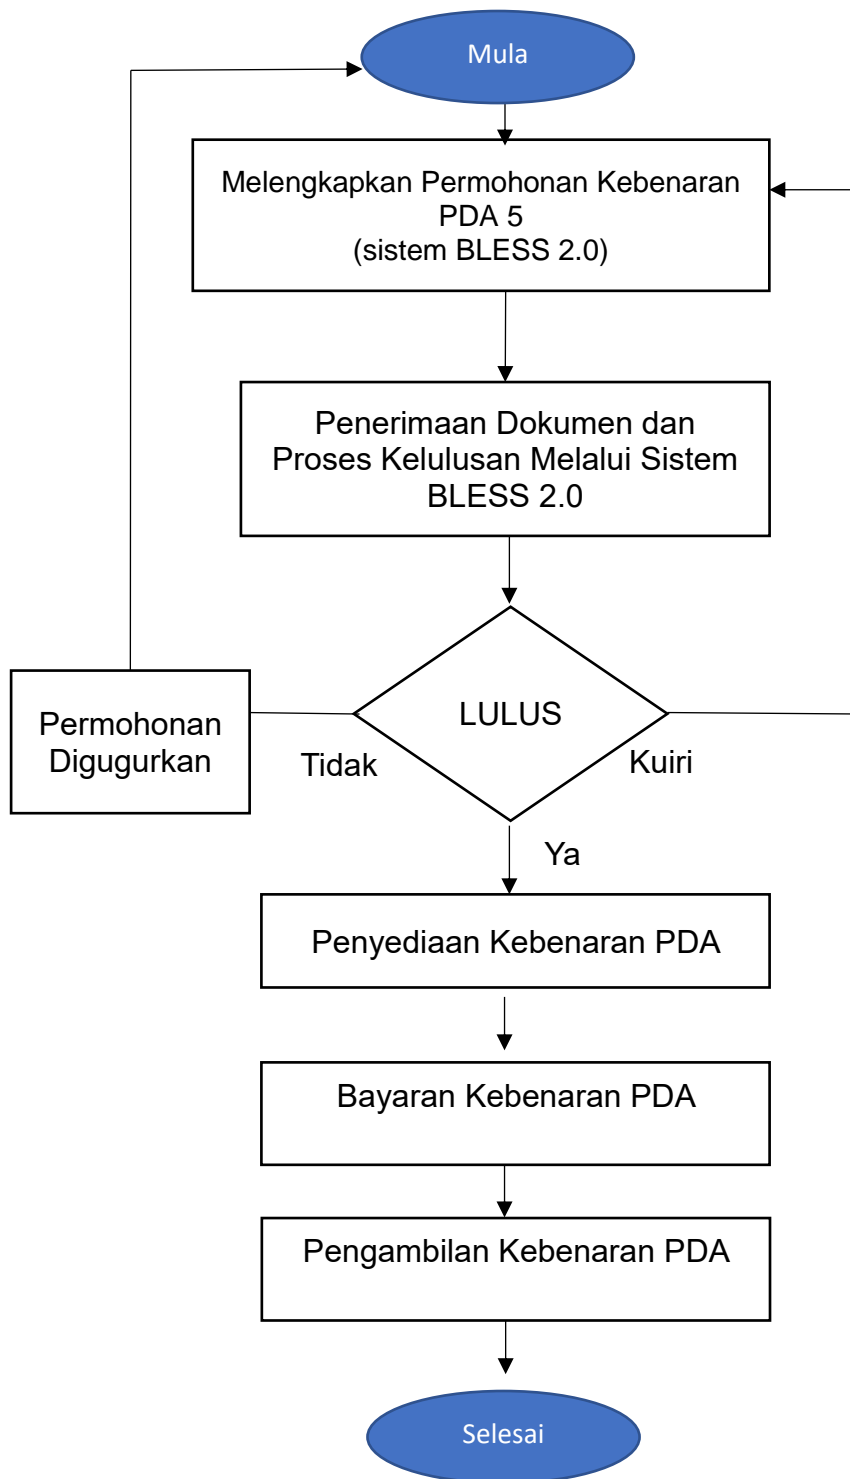 Mula
Melengkapkan Permohonan Kebenaran
PDA 5
(sistem BLESS 2.0)
Penerimaan Dokumen dan
Proses Kelulusan Melalui Sistem
BLESS 2.0
LULUS
Permohonan
Digugurkan
Tidak
Kuiri
Ya
Penyediaan Kebenaran PDA
Bayaran Kebenaran PDA
Pengambilan Kebenaran PDA
Selesai